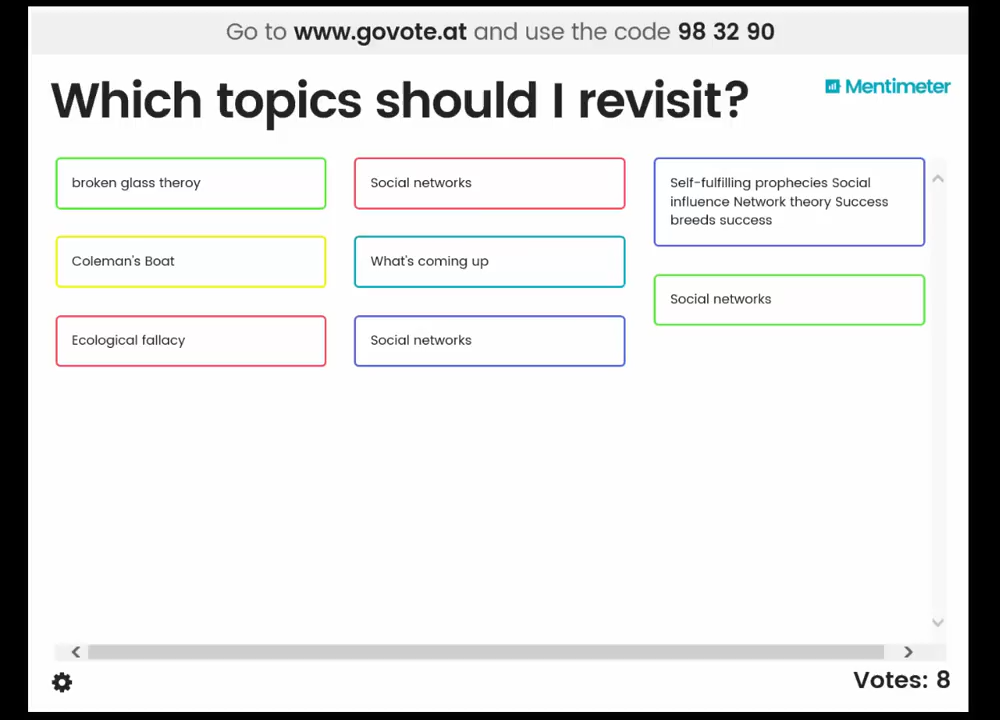 Go to www.govote.at and use the code 98 32 90
Which topics should I revisit?
Mentimeter
broken glass theroy
Coleman's Boat
Ecological fallacy
Social networks
What's coming up
Social networks
Self-fulfilling prophecies Social
influence Network theory Success
breeds success
Social networks
Votes: 8